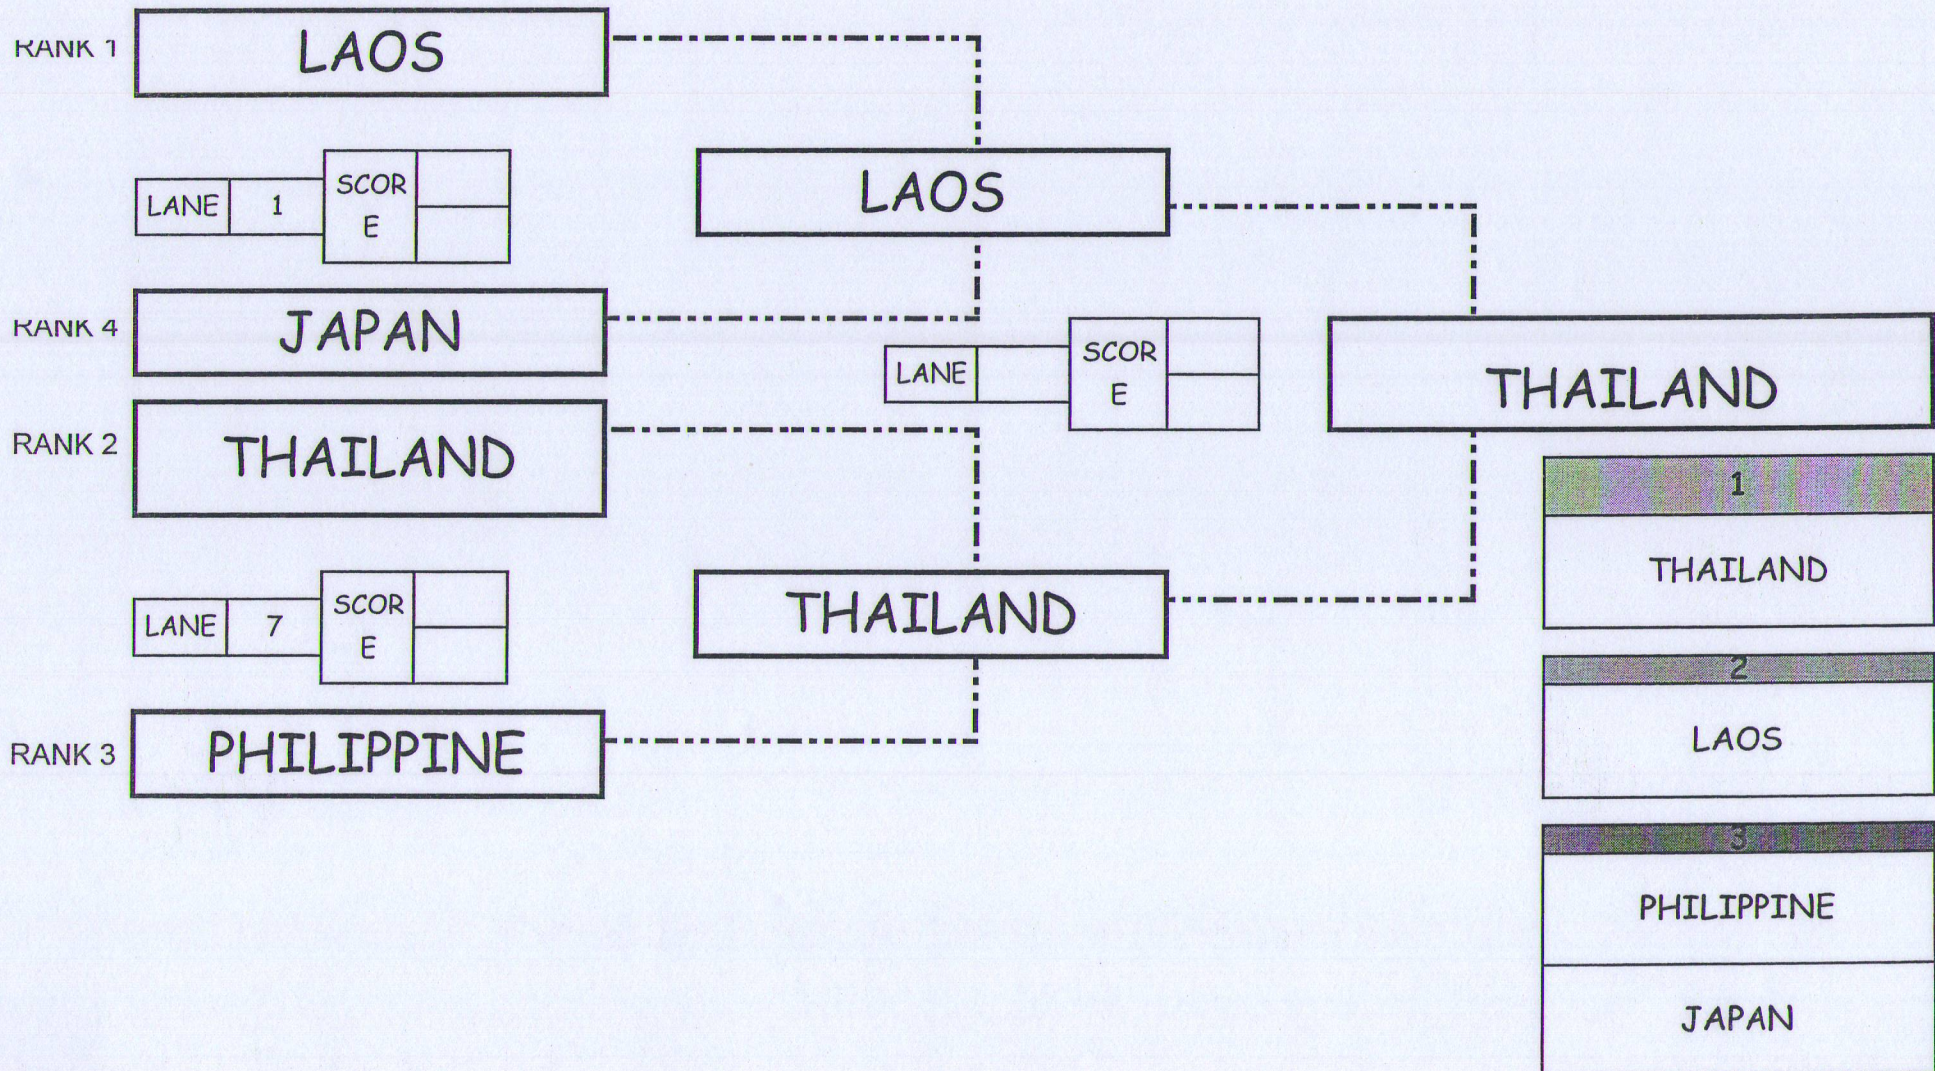 RANK 1
LAOS
LANE 1 SCOR
E
LAOS
RANK 4
JAPAN
LANE SCOR
E
THAILAND
RANK 2
THAILAND
1
THAILAND
LANE 7 SCOR
E
THAILAND
2
LAOS
RANK 3
PHILIPPINE
3
PHILIPPINE
JAPAN